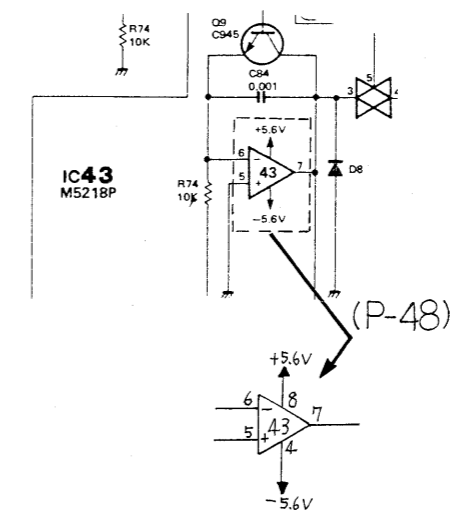 R74
10K
Q9
C945
C84
0.001
5
3
4
+5.6V
6
7
43
5
-5.6V
D8
R74
10K
IC43
M5218P
(P-48)
+5.6V
6
8
7
43
5
4
-5.6V